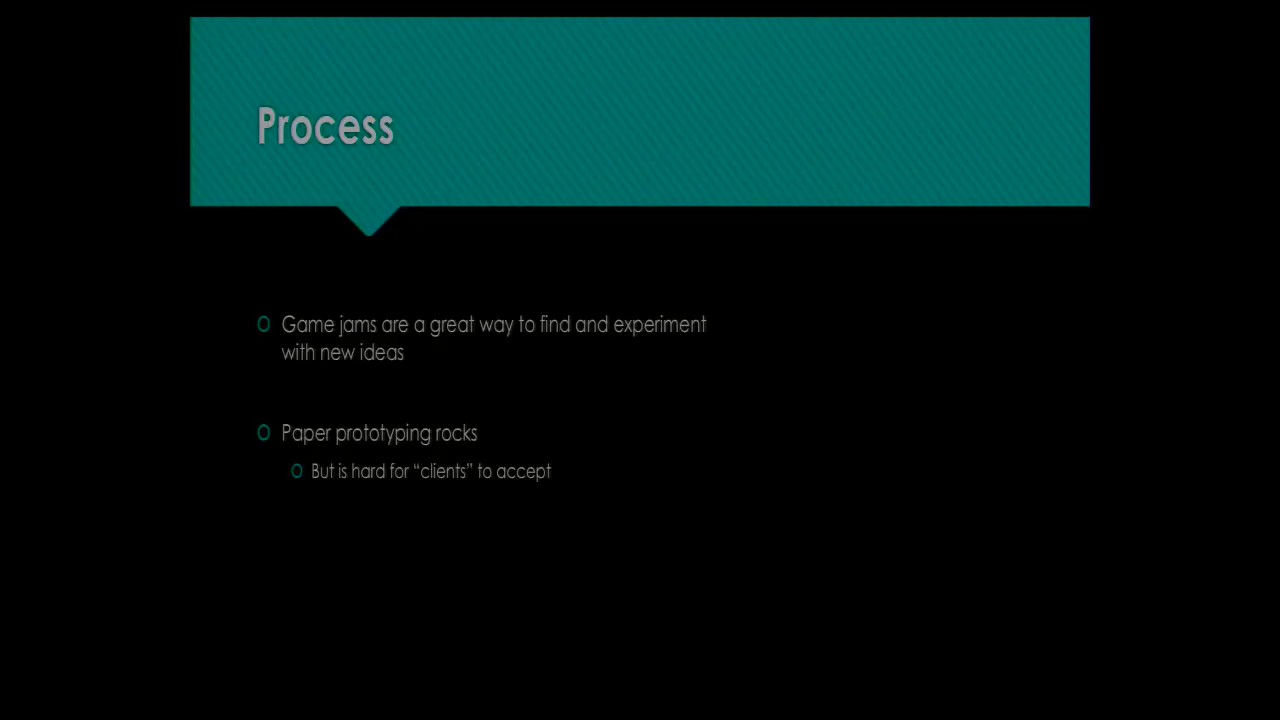 Process
Game jams are a great way to find and experiment
with new ideas
Paper prototyping rocks
But is hard for “clients” to accept